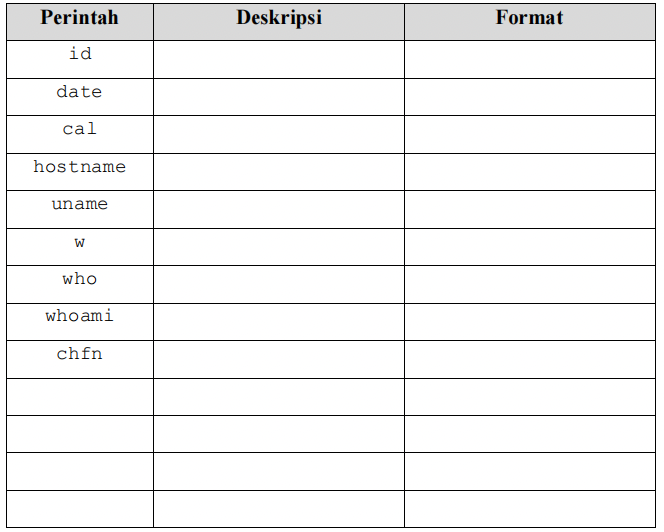 Perintah Deskripsi Format
id
date
cal
hostname
uname
w
who
whoami
chfn